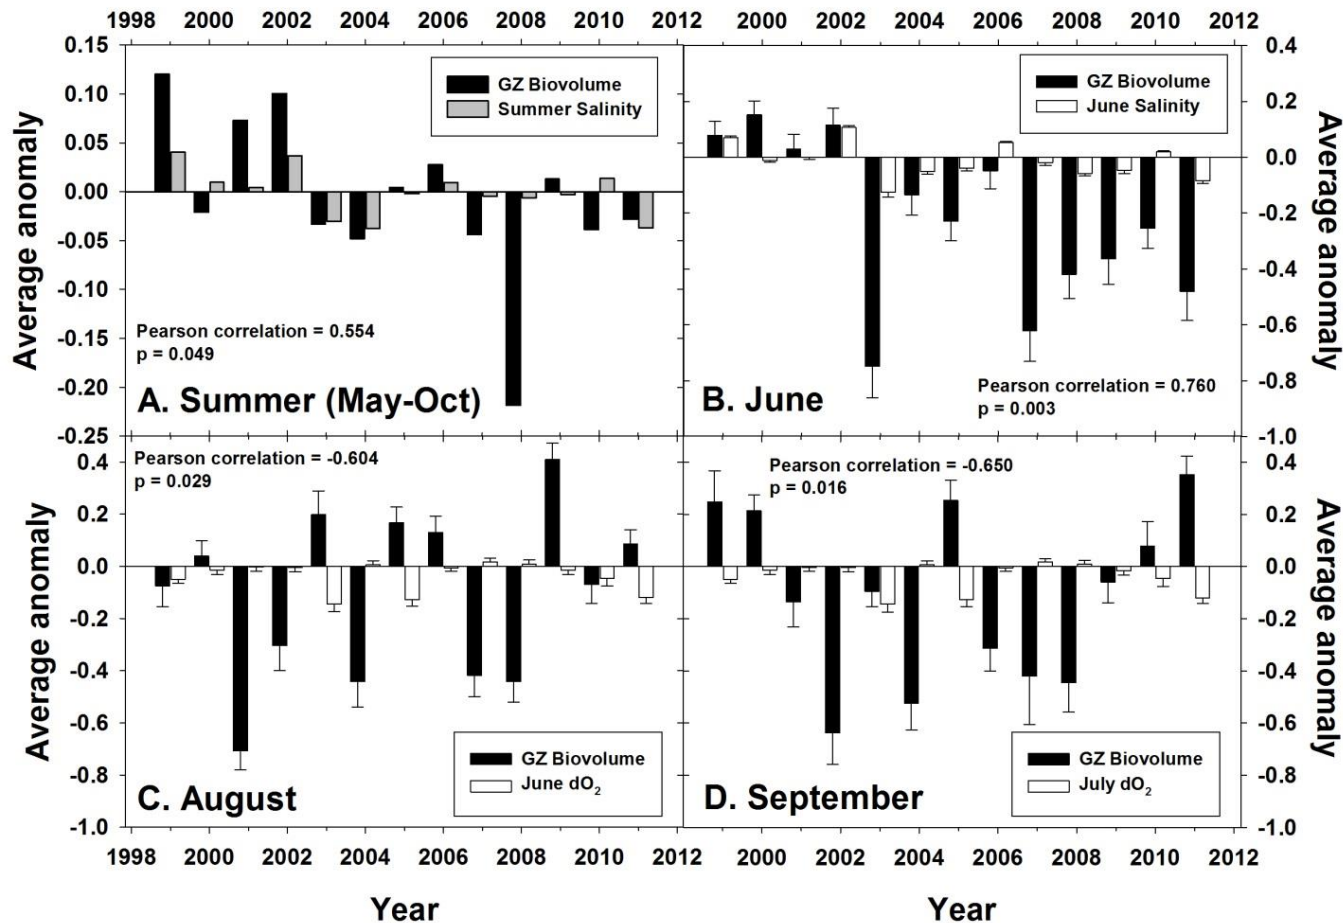 1998 2000 2002 2004 2006 2008 2010 2012
2000 2002 2004 2006 2008 2010 2012
0.15
0.10
0.05
0.00
-0.05
-0.10
-0.15
-0.20
-0.25
Average anomaly
GZ Biovolume
Summer Salinity
Pearson correlation = 0.554
p = 0.049
A. Summer (May-Oct)
GZ Biovolume
June Salinity
Pearson correlation = 0.760
p = 0.003
B. June
0.4
0.2
0.0
-0.2
-0.4
-0.6
-0.8
-1.0
Average anomaly
0.4
0.2
0.0
-0.2
-0.4
-0.6
-0.8
-1.0
Average anomaly
Pearson correlation = -0.604
p = 0.029
GZ Biovolume
June dO₂
C. August
Pearson correlation = -0.650
p = 0.016
GZ Biovolume
July dO₂
D. September
0.4
0.2
0.0
-0.2
-0.4
-0.6
-0.8
-1.0
Average anomaly
1998 2000 2002 2004 2006 2008 2010
2000 2002 2004 2006 2008 2010 2012
Year
Year